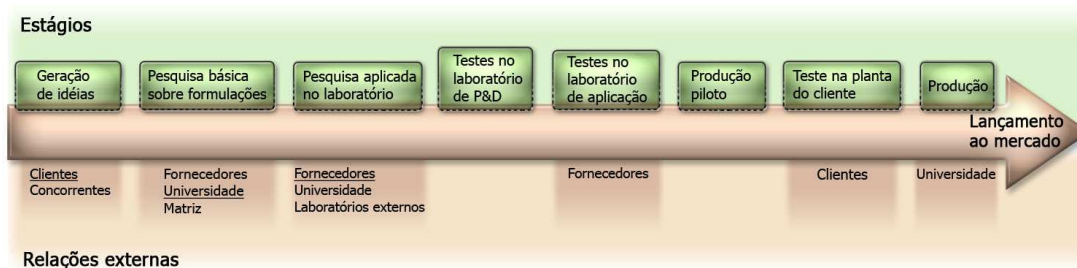 Estágios
Geração
de idéias
Pesquisa básica
sobre formulações
Pesquisa aplicada
no laboratório
Testes no
laboratório
de P&D
Testes no
laboratório
de aplicação
Produção
piloto
Teste na planta
do cliente
Produção
Lançamento
ao mercado
Clientes
Concorrentes
Fornecedores
Universidade
Matriz
Fornecedores
Universidade
Laboratórios externos
Fornecedores
Clientes
Universidade
Relações externas